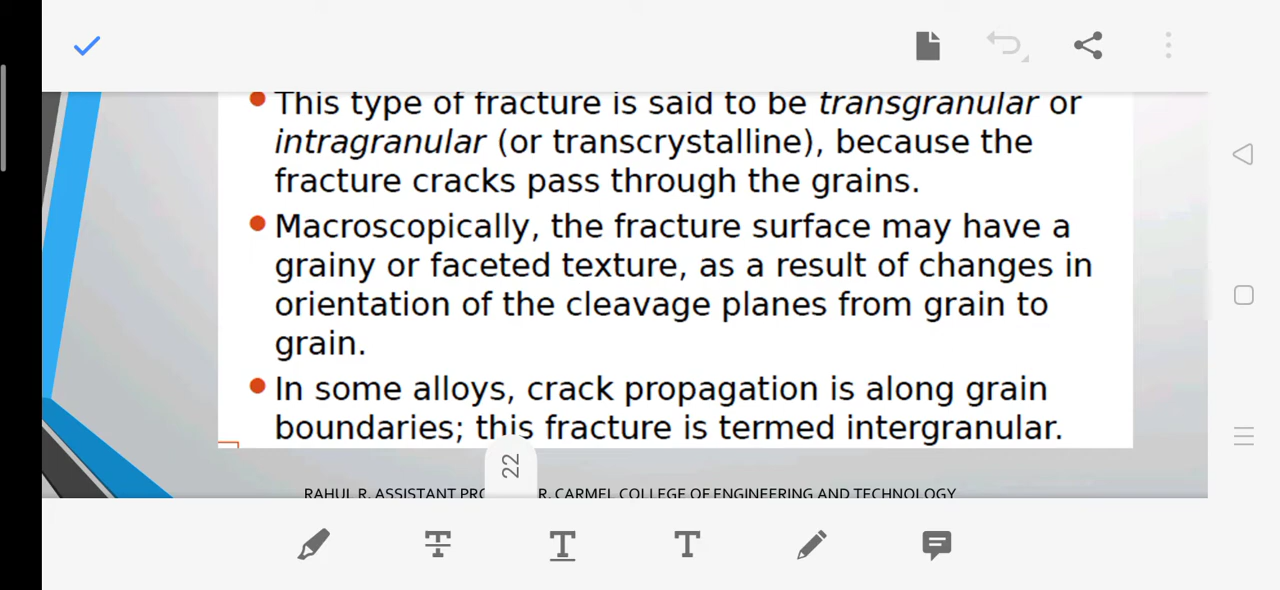 • This type of fracture is said to be transgranular or
intragranular (or transcrystalline), because the
fracture cracks pass through the grains.
• Macroscopically, the fracture surface may have a
grainy or faceted texture, as a result of changes in
orientation of the cleavage planes from grain to
grain.
• In some alloys, crack propagation is along grain
boundaries; this fracture is termed intergranular.
22
RAHUL R, ASSISTANT R, CARMEL COLLEGE OF ENGINEERING AND TECHNOLOGY
T T T